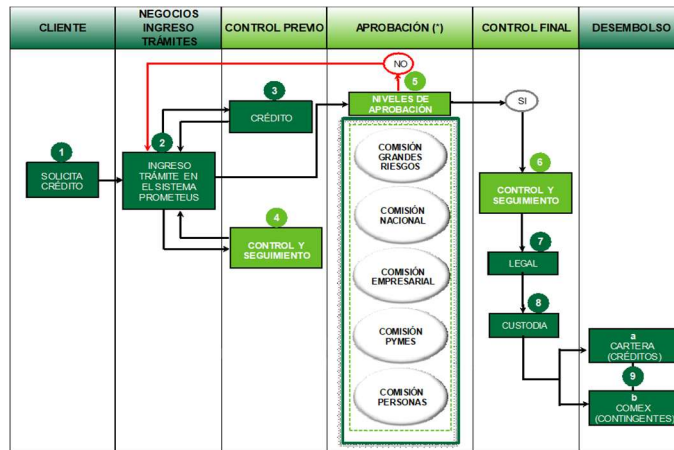 CLIENTE
NEGOCIOS
INGRESO
TRÁMITES
CONTROL PREVIO
APROBACIÓN (*)
CONTROL FINAL
DESEMBOLSO
NO
5
NIVELES DE
APROBACIÓN
SI
3
CRÉDITO
1
SOLICITA
CRÉDITO
2
INGRESO
TRÁMITE EN
EL SISTEMA
PROMETEUS
4
CONTROL Y
SEGUIMIENTO
COMISIÓN
GRANDES
RIESGOS
COMISIÓN
NACIONAL
COMISIÓN
EMPRESARIAL
COMISIÓN
PYMES
COMISIÓN
PERSONAS
6
CONTROL Y
SEGUIMIENTO
7
LEGAL
8
CUSTODIA
a
CARTERA
(CRÉDITOS)
9
b
COMEX
(CONTINGENTES)